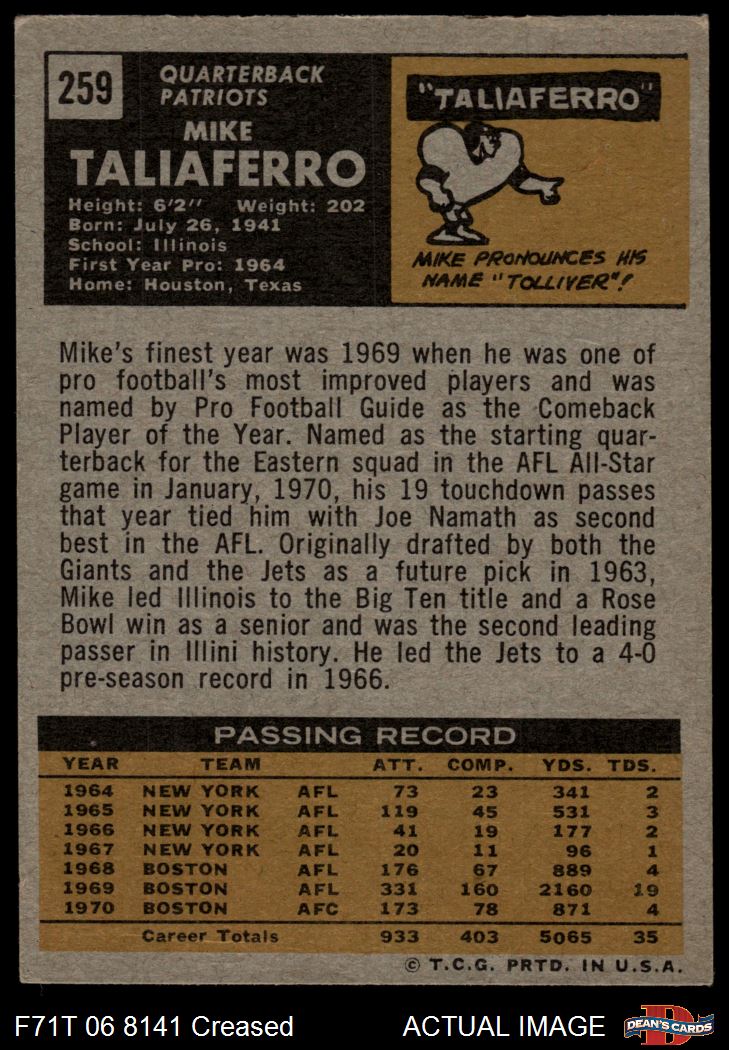 259
QUARTERBACK
PATRIOTS
MIKE
TALIAFERRO
Height: 6'2" Weight: 202
Born: July 26, 1941
School: Illinois
First Year Pro: 1964
Home: Houston, Texas
"TALIAFERRO"
MIKE PRONOUNCES HIS
NAME "TOLLIVER"!
Mike's finest year was 1969 when he was one of
pro football's most improved players and was
named by Pro Football Guide as the Comeback
Player of the Year. Named as the starting quar-
terback for the Eastern squad in the AFL All-Star
game in January, 1970, his 19 touchdown passes
that year tied him with Joe Namath as second
best in the AFL. Originally drafted by both the
Giants and the Jets as a future pick in 1963,
Mike led Illinois to the Big Ten title and a Rose
Bowl win as a senior and was the second leading
passer in Illini history. He led the Jets to a 4-0
pre-season record in 1966.
PASSING RECORD
YEAR TEAM ATT. COMP. YDS. TDS.
1964 NEW YORK AFL 73 23 341 2
1965 NEW YORK AFL 119 45 531 3
1966 NEW YORK AFL 41 19 177 2
1967 NEW YORK AFL 20 11 96 1
1968 BOSTON AFL 176 67 889 4
1969 BOSTON AFL 331 160 2160 19
1970 BOSTON AFC 173 78 871 4
Career Totals 933 403 5065 35
© T.C.G. PRTD. IN U.S.A.
F71T 06 8141 Creased ACTUAL IMAGE
D
DEAN'S CARDS